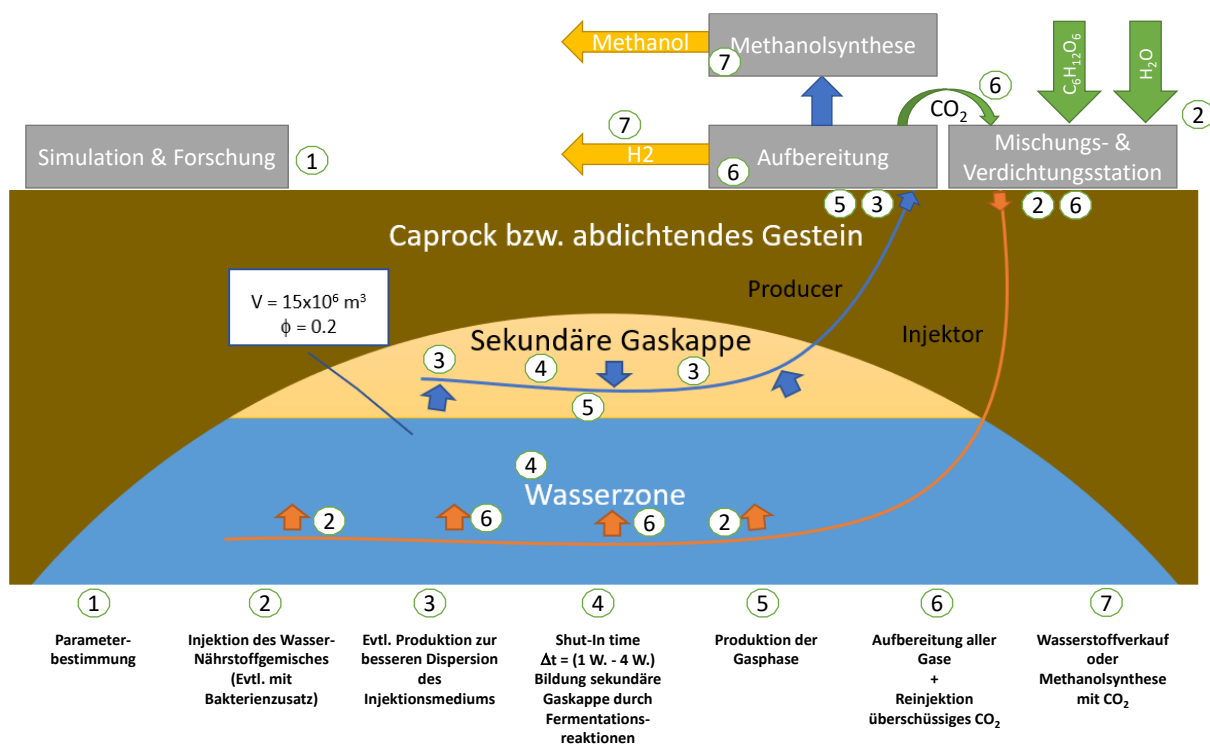 Methanol
Methanolsynthese
7
C6H12O6
H2O
6
CO2
2
7
H2
Simulation & Forschung
1
Aufbereitung
6
Mischungs- &
Verdichtungsstation
5
3
2
6
Caprock bzw. abdichtendes Gestein
V = 15x10⁶ m³
ϕ = 0.2
Producer
Injektor
Sekundäre Gaskappe
3
4
3
5
4
Wasserzone
2
6
6
2
1
2
3
4
5
6
7
Parameter-
bestimmung
Injektion des Wasser-
Nährstoffgemisches
(Evtl. mit
Bakterienzusatz)
Evtl. Produktion zur
besseren Dispersion
des
Injektionsmediums
Shut-In time
Δt = (1 W. - 4 W.)
Bildung sekundäre
Gaskappe durch
Fermentations-
reaktionen
Produktion der
Gasphase
Aufbereitung aller
Gase
+
Reinjektion
überschüssiges CO2
Wasserstoffverkauf
oder
Methanolsynthese
mit CO2